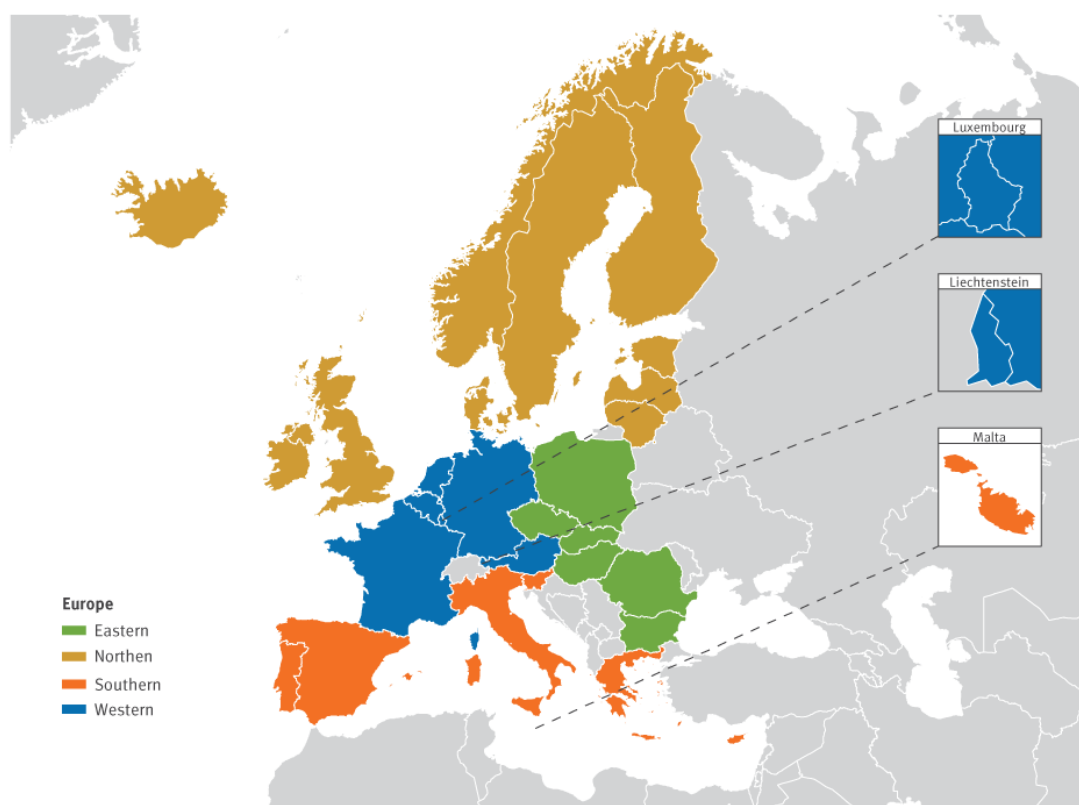 Luxembourg
Liechtenstein
Malta
Europe
Eastern
Northen
Southern
Western